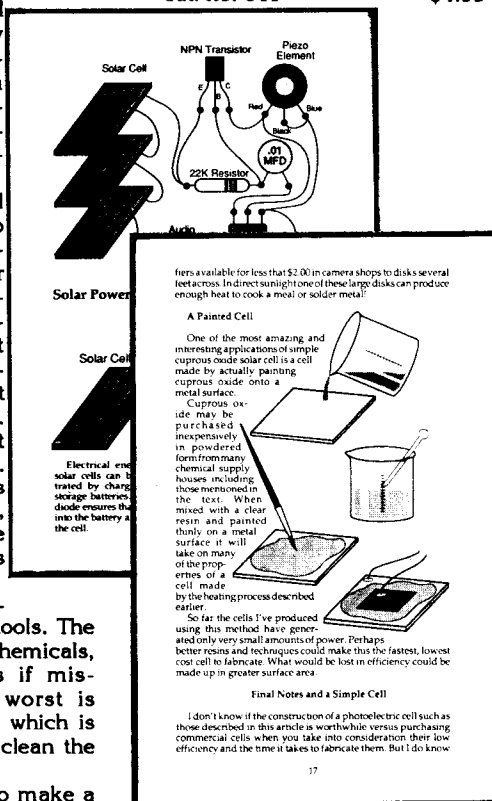 NPN Transistor
Piezo
Element
Solar Cell
E
B
C
Red
Blue
Black
.01
MFD
22K Resistor
Audio
Solar Power
Solar Cel
Electrical ene
solar cells can b
trated by charg
storage batteries.
diode ensures tha
into the battery a
the cell.
ools. The
hemicals,
s if mis-
worst is
which is
clean the
o make a
fiers available for less that $2.00 in camera shops to disks several
feet across. In direct sunlight one of these large disks can produce
enough heat to cook a meal or solder metal!
A Painted Cell
One of the most amazing and
interesting applications of simple
cuprous oxide solar cell is a cell
made by actually painting
cuprous oxide onto a
metal surface.
Cuprous ox-
ide may be
purchased
inexpensively
in powdered
form from many
chemical supply
houses including
those mentioned in
the text. When
mixed with a clear
resin and painted
thinly on a metal
surface it will
take on many
of the prop-
erties of a
cell made
by the heating process described
earlier.
So far the cells I've produced
using this method have gener-
ated only very small amounts of power. Perhaps
better resins and techniques could make this the fastest, lowest
cost cell to fabricate. What would be lost in efficiency could be
made up in greater surface area.
Final Notes and a Simple Cell
I don't know if the construction of a photoelectric cell such as
those described in this article is worthwhile versus purchasing
commercial cells when you take into consideration their low
efficiency and the time it takes to fabricate them. But I do know
17